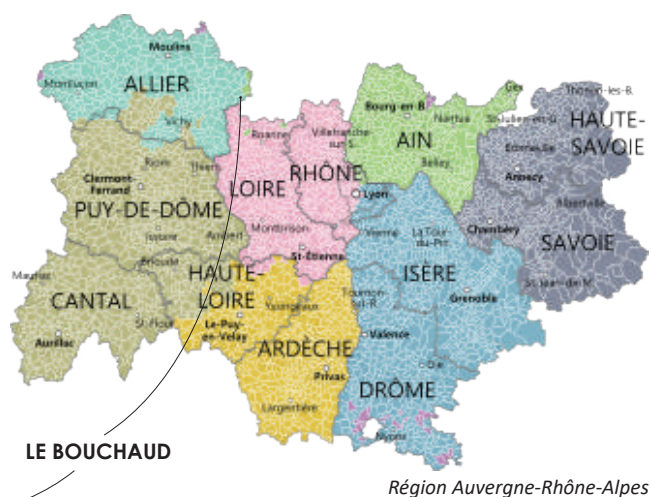 Moulins
Montluçon
ALLIER
Vichy
Gex
Thonon-les-B.
Bourg-en-B.
Nantua
St-Julien-en-G.
HAUTE-
SAVOIE
Roanne
Villefranche-
sur-S.
AIN
Bonneville
Riom
Thiers
LOIRE
RHÔNE
Belley
Annecy
Clermont-
Ferrand
Lyon
Albertville
PUY-DE-DÔME
Montbrison
Vienne
La Tour-
du-Pin
Chambéry
SAVOIE
Issoire
Ambert
St-Étienne
ISÈRE
Mauriac
Brioude
HAUTE-
LOIRE
Yssingeaux
Tournon-
sur-R.
Grenoble
St-Jean-de-M.
CANTAL
St-Flour
Le-Puy-
en-Velay
Valence
Aurillac
ARDÈCHE
Privas
Die
DRÔME
Largentière
Nyons
LE BOUCHAUD
Région Auvergne-Rhône-Alpes